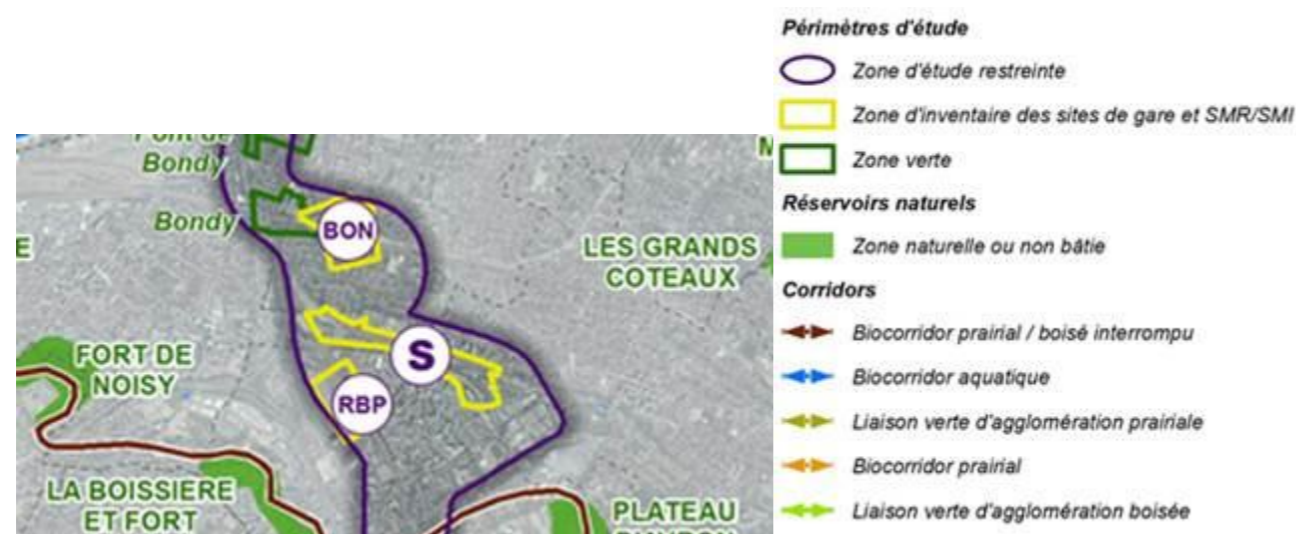 Pont de
Bondy
Bondy
BON
E
LES GRANDS
COTEAUX
M
FORT DE
NOISY
S
RBP
LA BOISSIERE
ET FORT
PLATEAU
Périmètres d'étude
Zone d'étude restreinte
Zone d'inventaire des sites de gare et SMR/SMI
Zone verte
Réservoirs naturels
Zone naturelle ou non bâtie
Corridors
Biocorridor prairial / boisé interrompu
Biocorridor aquatique
Liaison verte d'agglomération prairiale
Biocorridor prairial
Liaison verte d'agglomération boisée